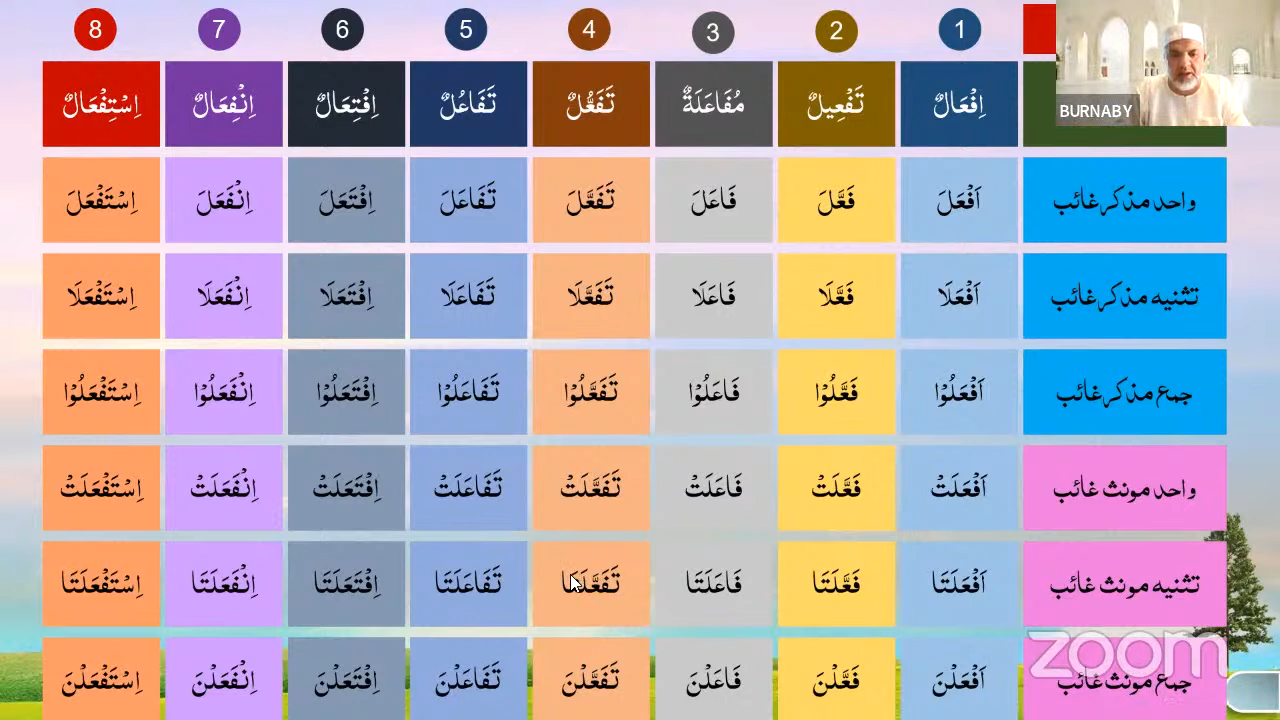 1 2 3 4 5 6 7 8
BURNABY
اِفْعَالٌ تَفْعِيلٌ مُفَاعَلَةٌ تَفَعُّلٌ تَفَاعُلٌ اِفْتِعَالٌ اِنْفِعَالٌ اِسْتِفْعَالٌ
واحد مذکر غائب اَفْعَلَ فَعَّلَ فَاعَلَ تَفَعَّلَ تَفَاعَلَ اِفْتَعَلَ اِنْفَعَلَ اِسْتَفْعَلَ
تثنیه مذکر غائب اَفْعَلَا فَعَّلَا فَاعَلَا تَفَعَّلَا تَفَاعَلَا اِفْتَعَلَا اِنْفَعَلَا اِسْتَفْعَلَا
جمع مذکر غائب اَفْعَلُوْا فَعَّلُوْا فَاعَلُوْا تَفَعَّلُوْا تَفَاعَلُوْا اِفْتَعَلُوْا اِنْفَعَلُوْا اِسْتَفْعَلُوْا
واحد مونث غائب اَفْعَلَتْ فَعَّلَتْ فَاعَلَتْ تَفَعَّلَتْ تَفَاعَلَتْ اِفْتَعَلَتْ اِنْفَعَلَتْ اِسْتَفْعَلَتْ
تثنیه مونث غائب اَفْعَلَتَا فَعَّلَتَا فَاعَلَتَا تَفَعَّلَتَا تَفَاعَلَتَا اِفْتَعَلَتَا اِنْفَعَلَتَا اِسْتَفْعَلَتَا
جمع مونث غائب اَفْعَلْنَ فَعَّلْنَ فَاعَلْنَ تَفَعَّلْنَ تَفَاعَلْنَ اِفْتَعَلْنَ اِنْفَعَلْنَ اِسْتَفْعَلْنَ
zoom